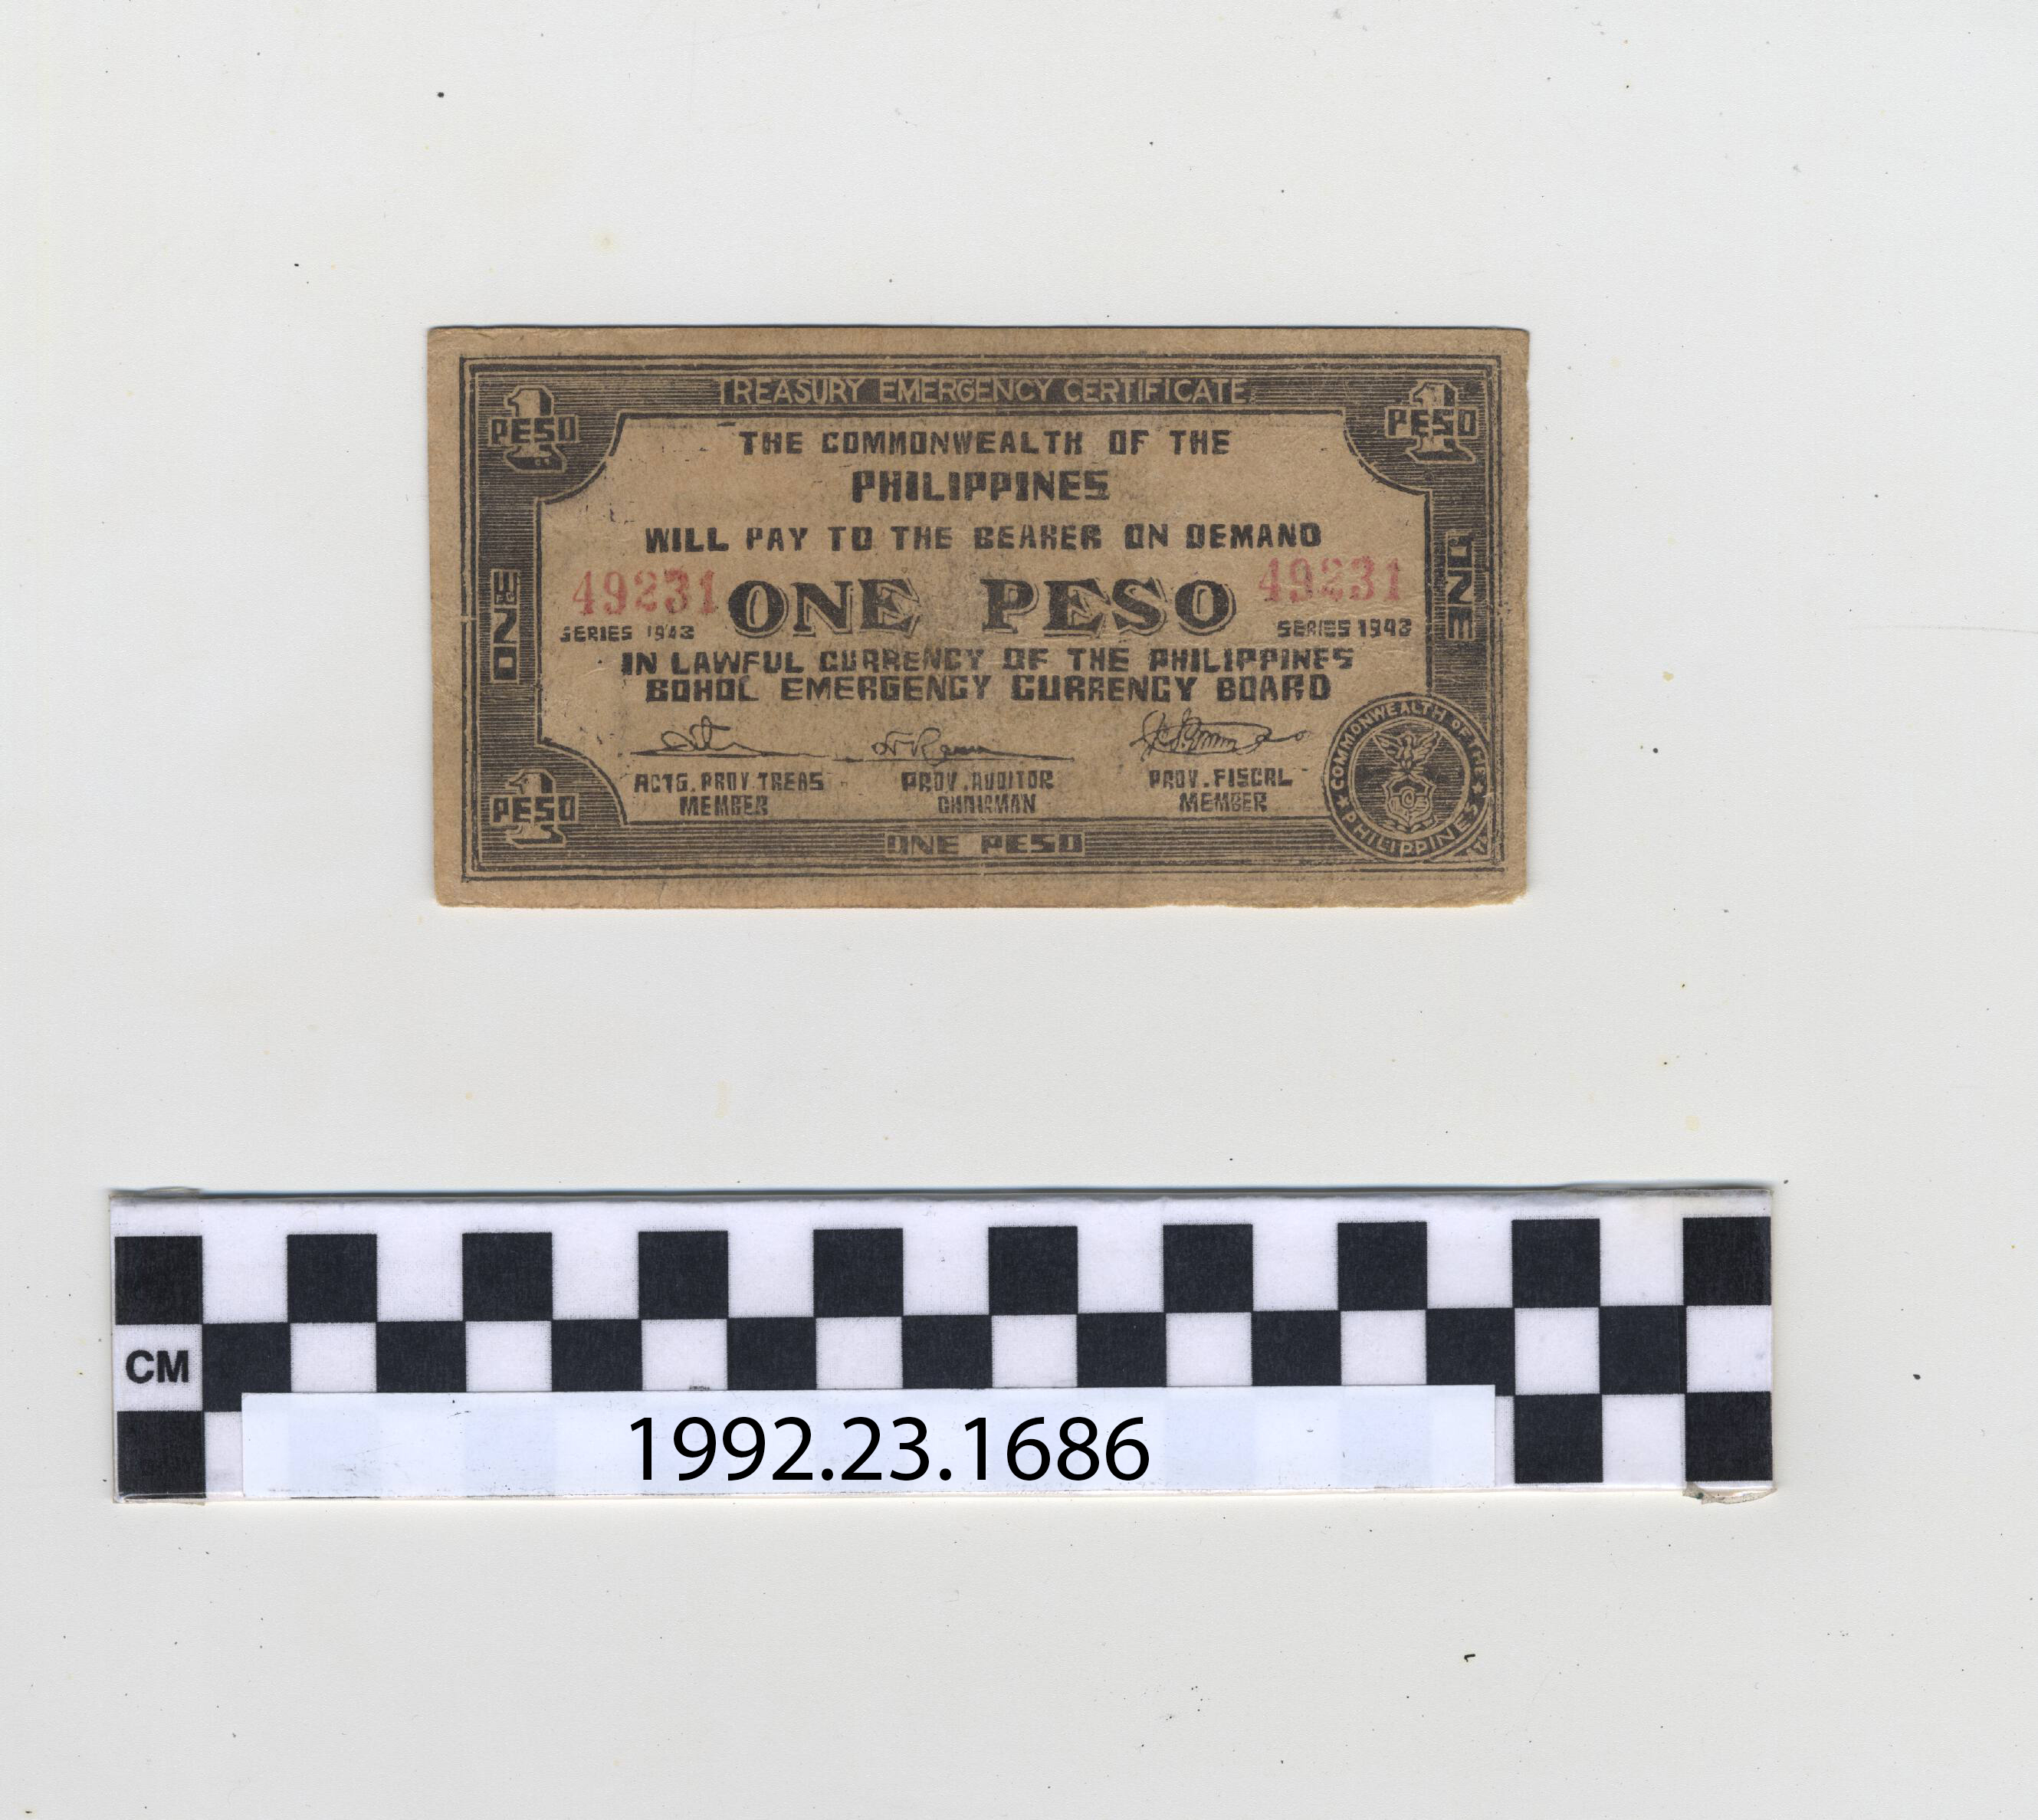 TREASURY EMERGENCY CERTIFICATE
1
PESO
1
PESO
THE COMMONWEALTH OF THE
PHILIPPINES
WILL PAY TO THE BEARER ON DEMAND
49231 ONE PESO 49231
SERIES 1943 SERIES 1943
ONE
ONE
IN LAWFUL CURRENCY OF THE PHILIPPINES
BOHOL EMERGENCY CURRENCY BOARD
ACTG. PROV TREAS PROV. AUDITOR PROV. FISCAL
MEMBER CHAIRMAN MEMBER
1
PESO
COMMONWEALTH OF THE
PHILIPPINES
ONE PESO
CM
1992.23.1686